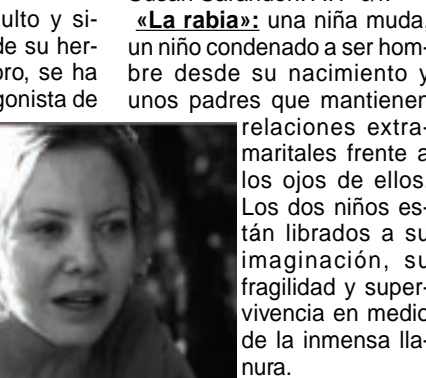 ulto y si-
de su her-
oro, se ha
gonista de
«La rabia»: una niña muda,
un niño condenado a ser hom-
bre desde su nacimiento y
unos padres que mantienen
relaciones extra-
maritales frente a
los ojos de ellos.
Los dos niños es-
tán librados a su
imaginación, su
fragilidad y super-
vivencia en medio
de la inmensa lla-
nura.